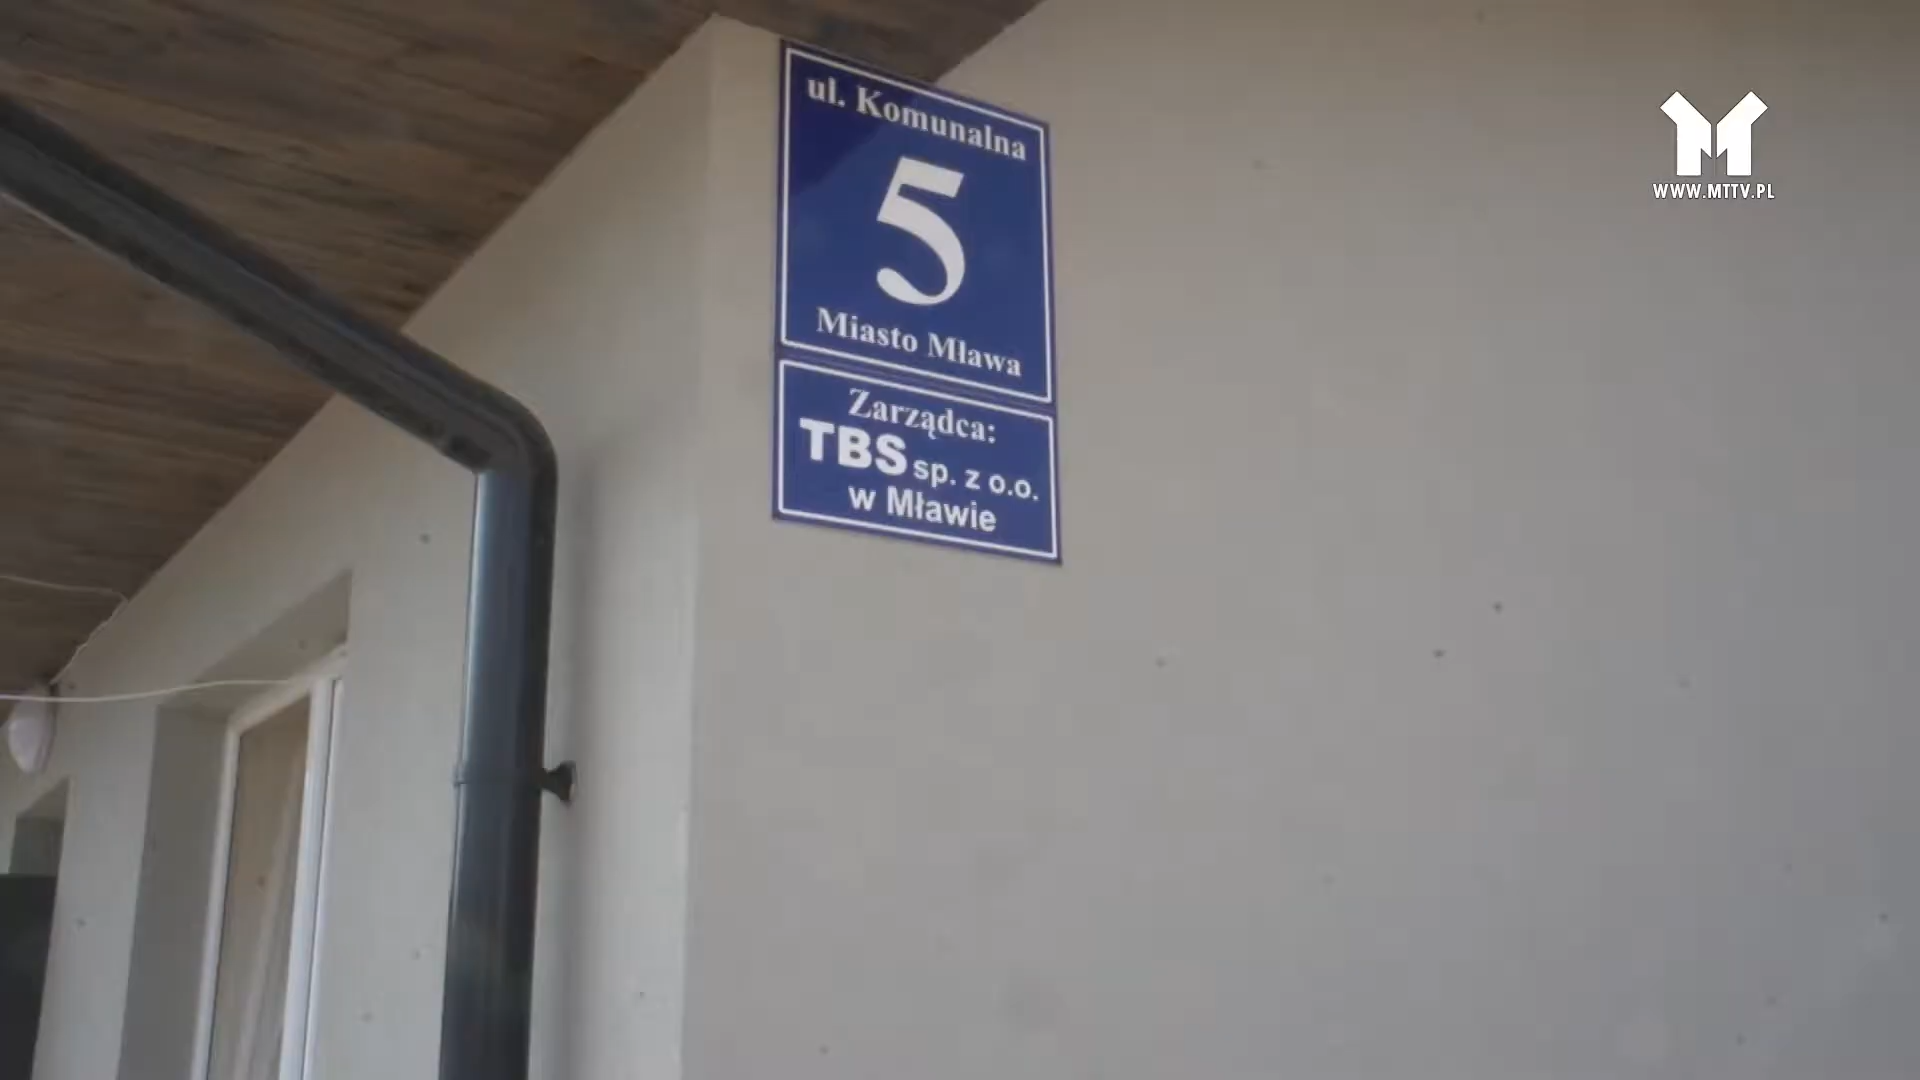 ul. Komunalna
5
Miasto Mława
Zarządca:
TBS sp. z o.o.
w Mławie
WWW.MTTV.PL